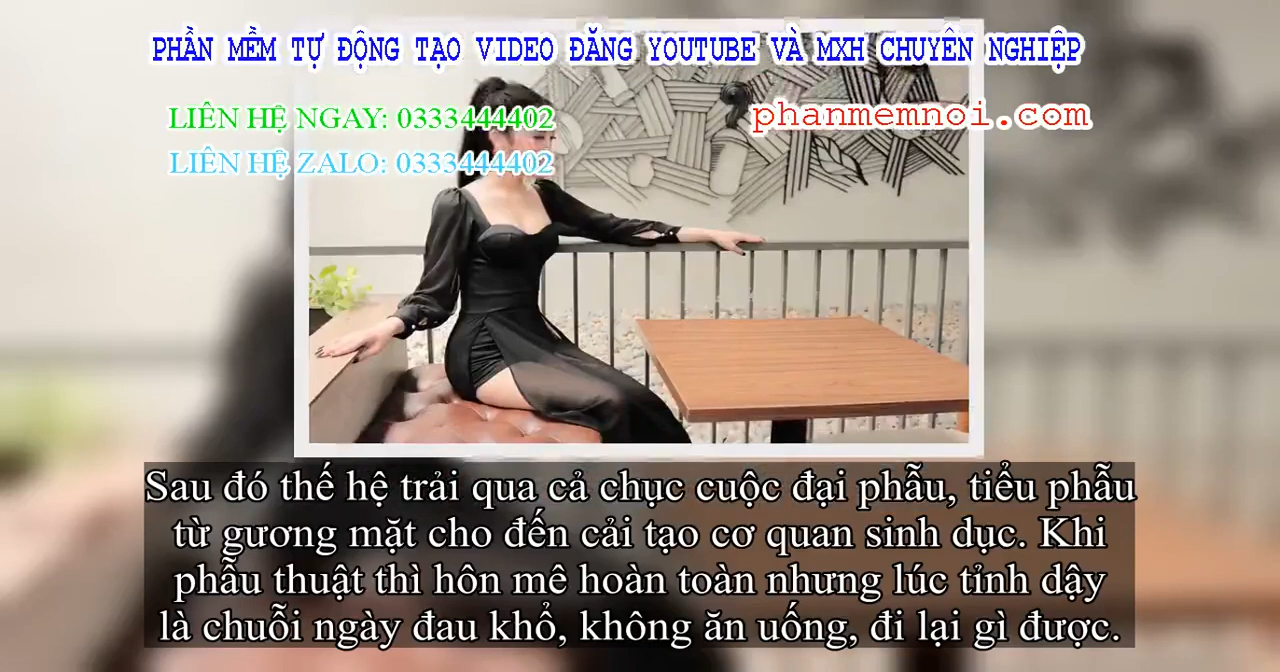 PHẦN MỀM TỰ ĐỘNG TẠO VIDEO ĐĂNG YOUTUBE VÀ MXH CHUYÊN NGHIỆP
LIÊN HỆ NGAY: 0333444402
phanmemnoi.com
LIÊN HỆ ZALO: 0333444402
Sau đó thế hệ trải qua cả chục cuộc đại phẫu, tiểu phẫu
từ gương mặt cho đến cải tạo cơ quan sinh dục. Khi
phẫu thuật thì hôn mê hoàn toàn nhưng lúc tỉnh dậy
là chuỗi ngày đau khổ, không ăn uống, đi lại gì được.